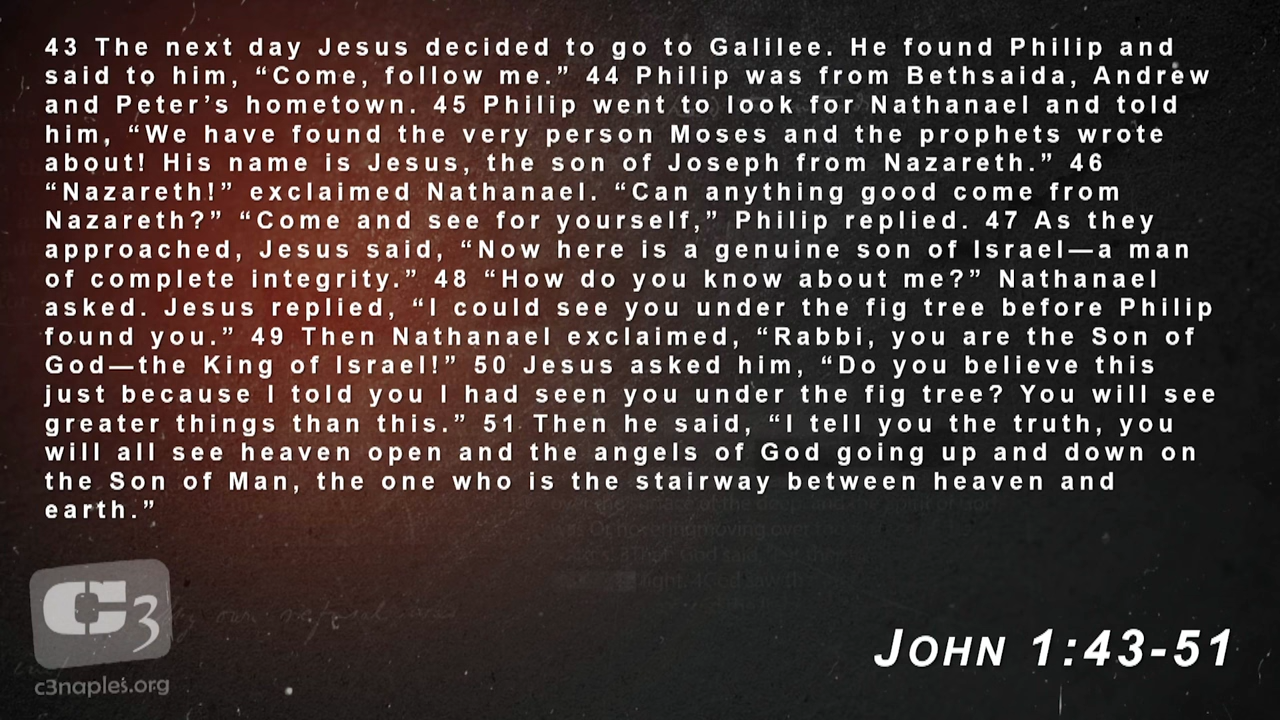 43 The next day Jesus decided to go to Galilee. He found Philip and
said to him, “Come, follow me.” 44 Philip was from Bethsaida, Andrew
and Peter’s hometown. 45 Philip went to look for Nathanael and told
him, “We have found the very person Moses and the prophets wrote
about! His name is Jesus, the son of Joseph from Nazareth.” 46
“Nazareth!” exclaimed Nathanael. “Can anything good come from
Nazareth?” “Come and see for yourself,” Philip replied. 47 As they
approached, Jesus said, “Now here is a genuine son of Israel—a man
of complete integrity.” 48 “How do you know about me?” Nathanael
asked. Jesus replied, “I could see you under the fig tree before Philip
found you.” 49 Then Nathanael exclaimed, “Rabbi, you are the Son of
God—the King of Israel!” 50 Jesus asked him, “Do you believe this
just because I told you I had seen you under the fig tree? You will see
greater things than this.” 51 Then he said, “I tell you the truth, you
will all see heaven open and the angels of God going up and down on
the Son of Man, the one who is the stairway between heaven and
earth.”
C3
c3naples.org
JOHN 1:43-51